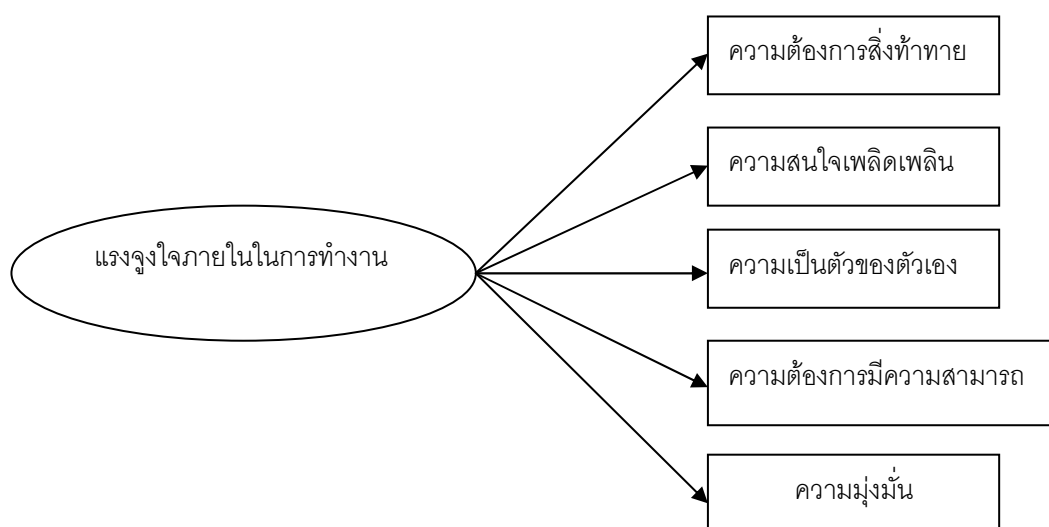 ความต้องการสิ่งท้าทาย
ความสนใจเพลิดเพลิน
แรงจูงใจภายในในการทำงาน
ความเป็นตัวของตัวเอง
ความต้องการมีความสามารถ
ความมุ่งมั่น